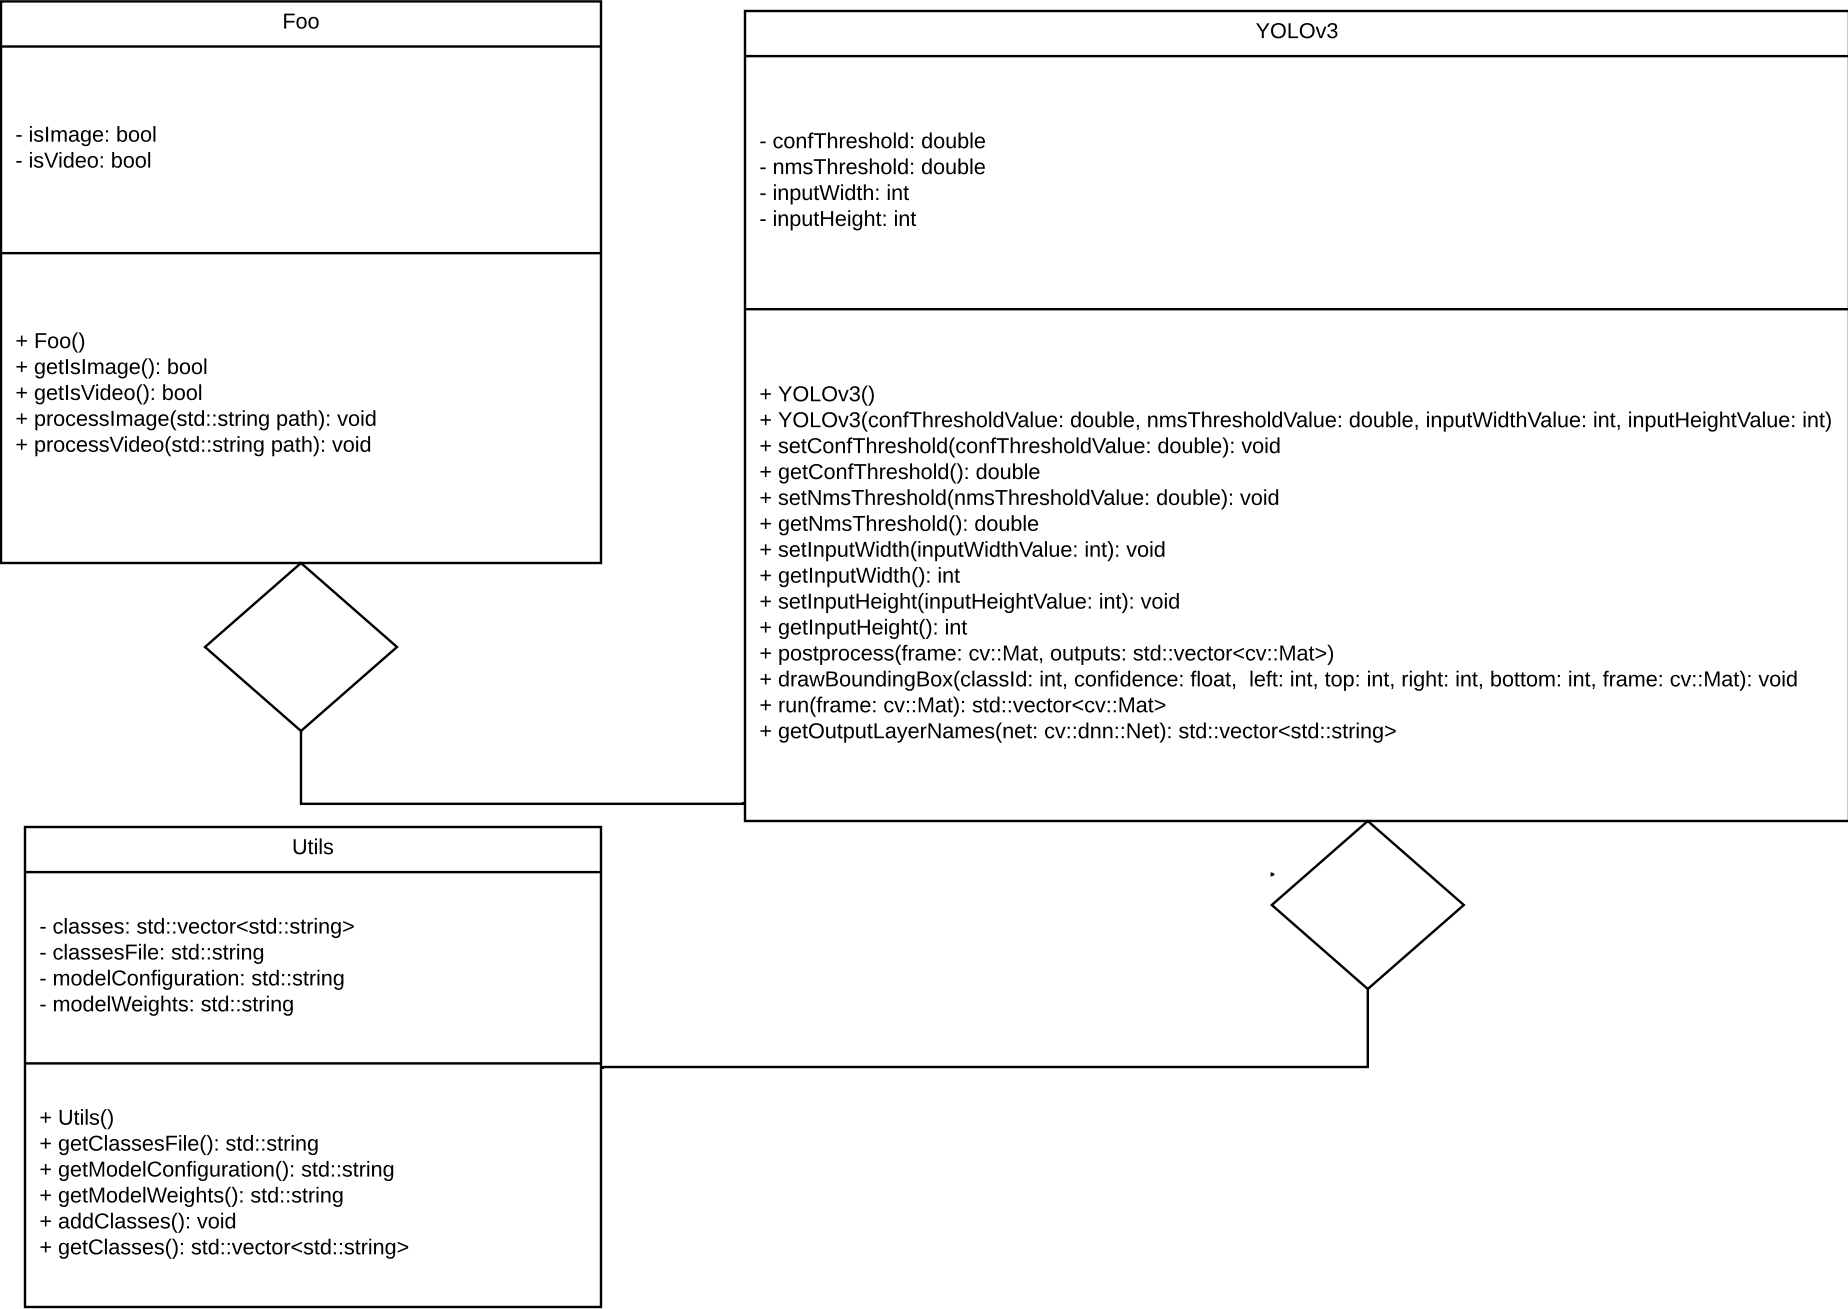 Foo
- isImage: bool
- isVideo: bool
+ Foo()
+ getIsImage(): bool
+ getIsVideo(): bool
+ processImage(std::string path): void
+ processVideo(std::string path): void
YOLOv3
- confThreshold: double
- nmsThreshold: double
- inputWidth: int
- inputHeight: int
+ YOLOv3()
+ YOLOv3(confThresholdValue: double, nmsThresholdValue: double, inputWidthValue: int, inputHeightValue: int)
+ setConfThreshold(confThresholdValue: double): void
+ getConfThreshold(): double
+ setNmsThreshold(nmsThresholdValue: double): void
+ getNmsThreshold(): double
+ setInputWidth(inputWidthValue: int): void
+ getInputWidth(): int
+ setInputHeight(inputHeightValue: int): void
+ getInputHeight(): int
+ postprocess(frame: cv::Mat, outputs: std::vector<cv::Mat>)
+ drawBoundingBox(classId: int, confidence: float,  left: int, top: int, right: int, bottom: int, frame: cv::Mat): void
+ run(frame: cv::Mat): std::vector<cv::Mat>
+ getOutputLayerNames(net: cv::dnn::Net): std::vector<std::string>
Utils
- classes: std::vector<std::string>
- classesFile: std::string
- modelConfiguration: std::string
- modelWeights: std::string
+ Utils()
+ getClassesFile(): std::string
+ getModelConfiguration(): std::string
+ getModelWeights(): std::string
+ addClasses(): void
+ getClasses(): std::vector<std::string>